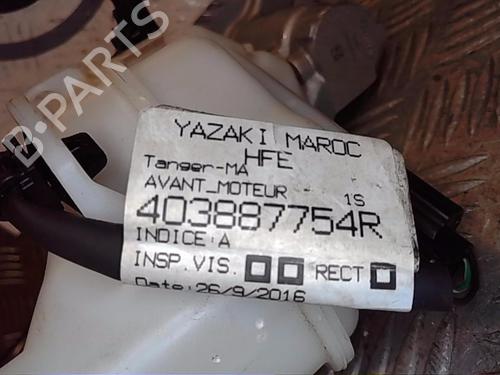 B-PARTS
YAZAKI MAROC
HFE
Tanger-MA
AVANT_MOTEUR 1S
403887754R
INDICE:A
INSP.VIS. RECT
Date:26/9/2016